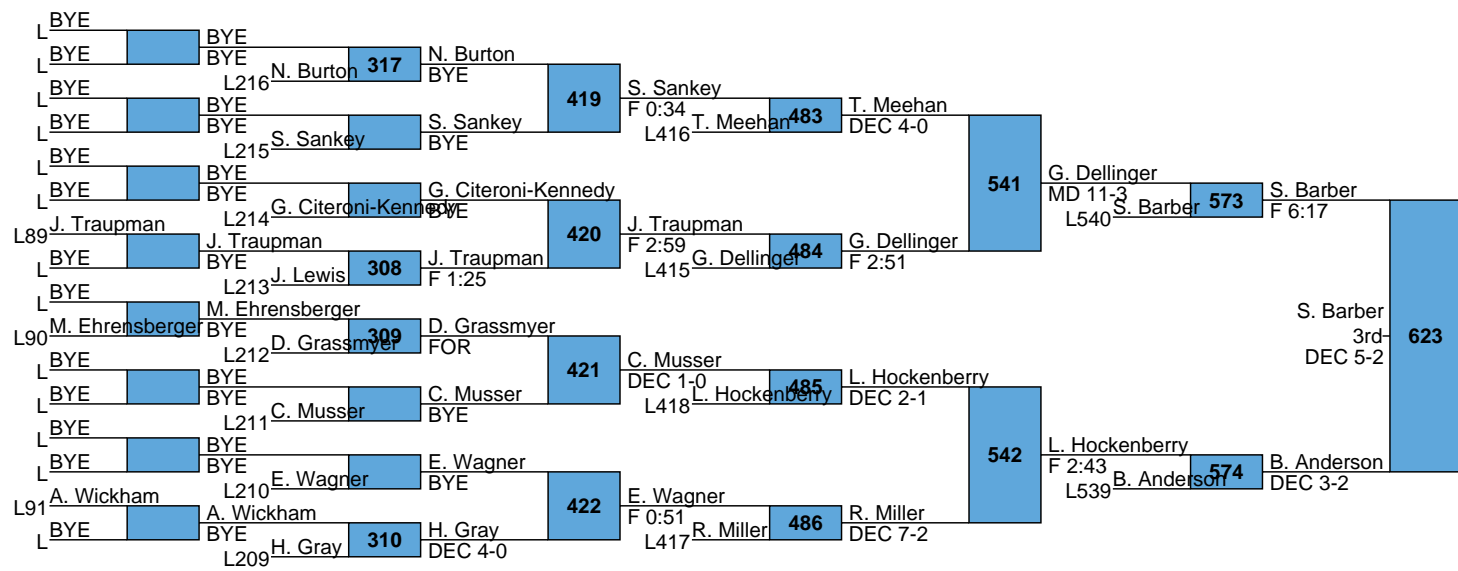 L BYE
L BYE
BYE
BYE
L216 N. Burton
317
N. Burton
BYE
L BYE
L BYE
BYE
BYE
L215 S. Sankey
S. Sankey
BYE
419
S. Sankey
F 0:34
L416 T. Meehan
483
T. Meehan
DEC 4-0
L BYE
L BYE
BYE
BYE
L214 G. Citeroni-Kennedy
G. Citeroni-Kennedy
BYE
L89 J. Traupman
L BYE
J. Traupman
BYE
L213 J. Lewis
308
J. Traupman
F 1:25
420
J. Traupman
F 2:59
L415 G. Dellinger
484
G. Dellinger
F 2:51
541
G. Dellinger
MD 11-3
L540 S. Barber
573
S. Barber
F 6:17
L BYE
L90 M. Ehrensberger
M. Ehrensberger
BYE
L212 D. Grassmyer
309
D. Grassmyer
FOR
L BYE
L BYE
BYE
BYE
L211 C. Musser
C. Musser
BYE
421
C. Musser
DEC 1-0
L418 L. Hockenberry
485
L. Hockenberry
DEC 2-1
L BYE
L BYE
BYE
BYE
L210 E. Wagner
E. Wagner
BYE
L91 A. Wickham
L BYE
A. Wickham
BYE
L209 H. Gray
310
H. Gray
DEC 4-0
422
E. Wagner
F 0:51
L417 R. Miller
486
R. Miller
DEC 7-2
542
L. Hockenberry
F 2:43
L539 B. Anderson
574
B. Anderson
DEC 3-2
623
S. Barber
3rd
DEC 5-2